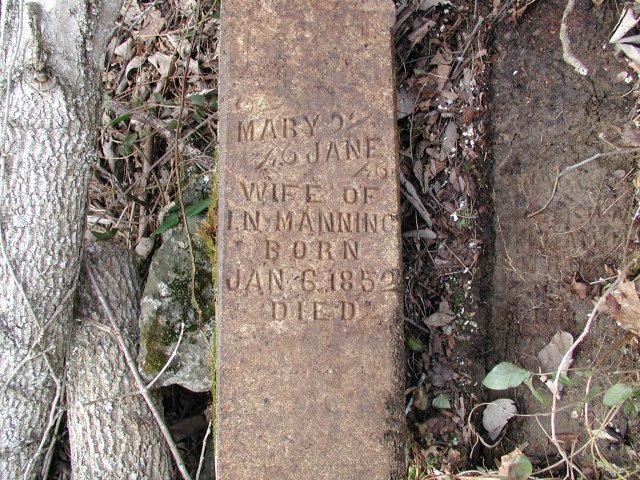 MARY
JANE
WIFE OF
I.N. MANNING
BORN
JAN. 6. 1852
DIED